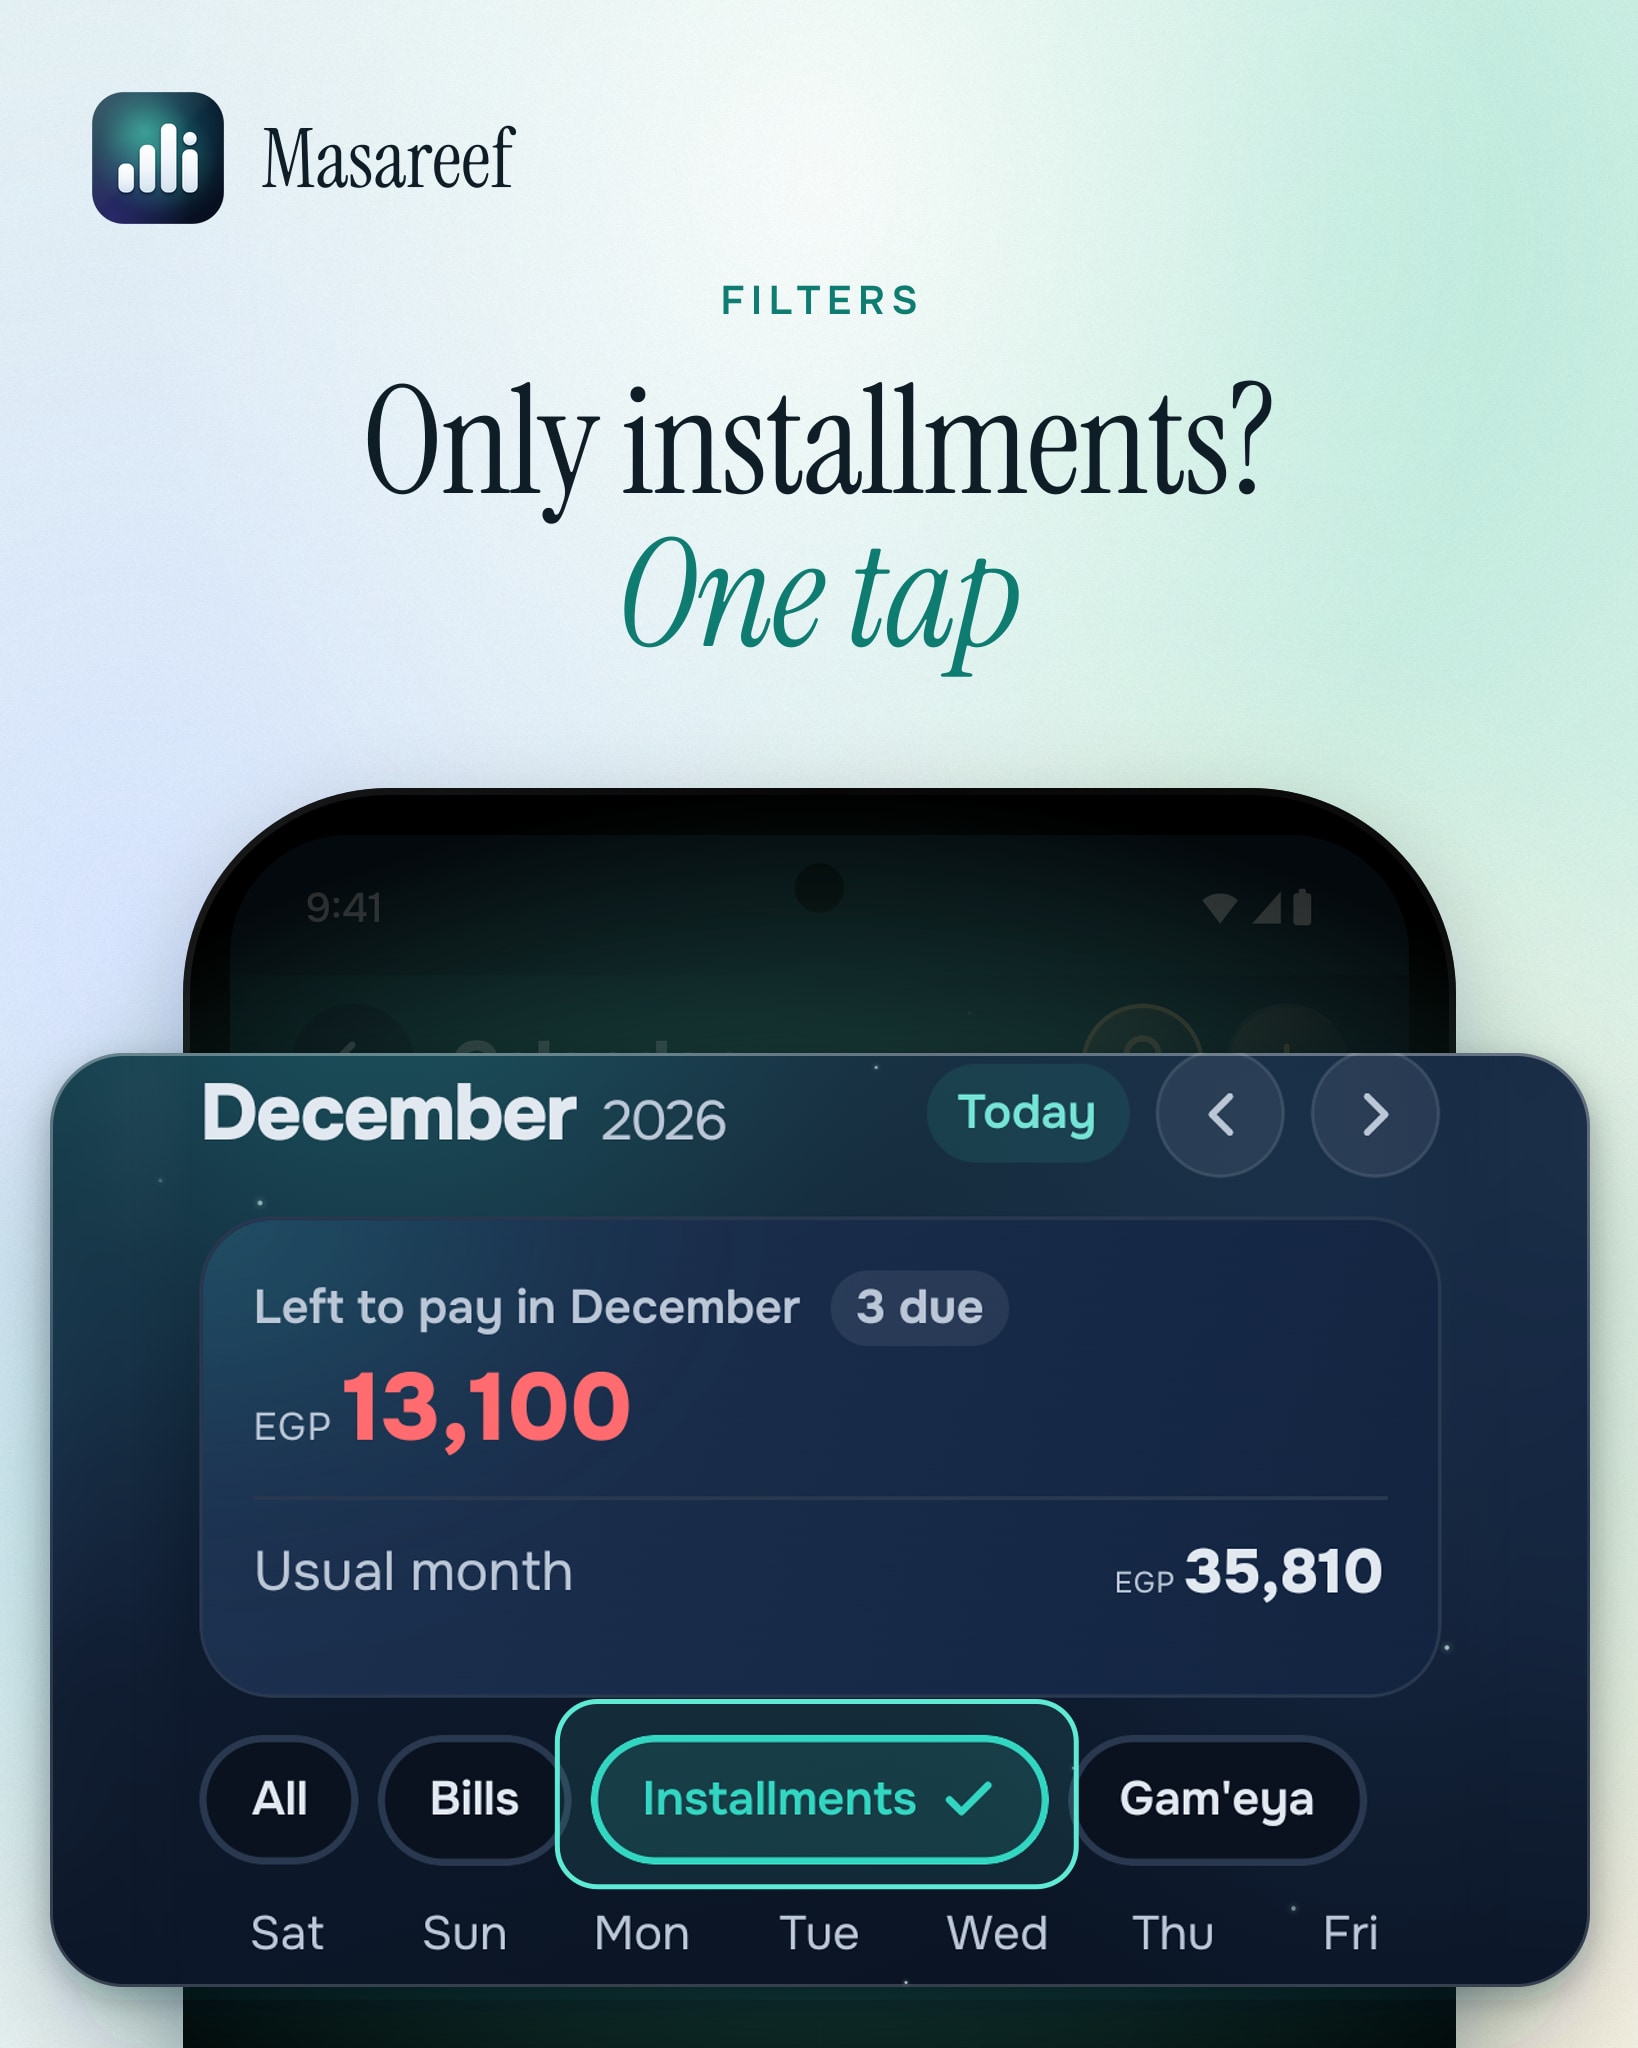 Masareef
FILTERS
Only installments?
One tap
9:41
December 2026 Today
Left to pay in December 3 due
EGP 13,100
Usual month EGP 35,810
All Bills Installments Gam'eya
Sat Sun Mon Tue Wed Thu Fri